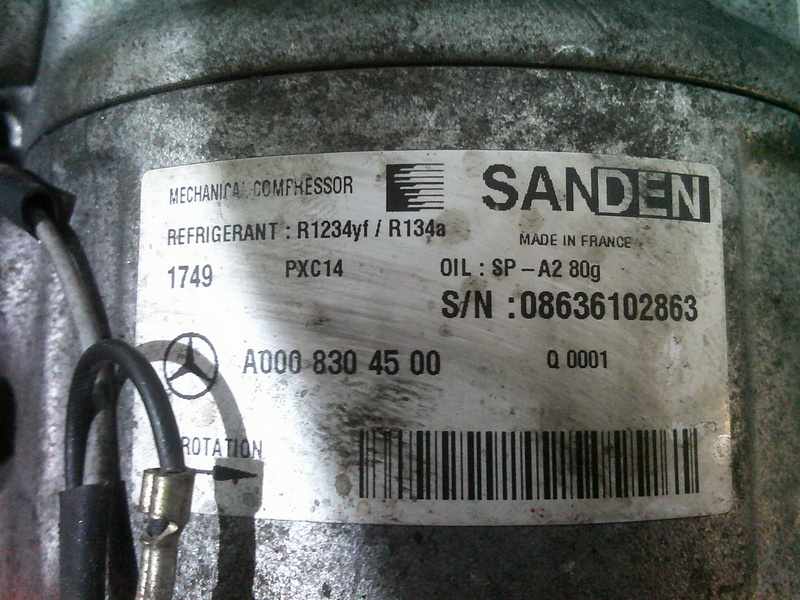 MECHANICAL COMPRESSOR
SANDEN
REFRIGERANT : R1234yf / R134a
MADE IN FRANCE
1749 PXC14 OIL : SP - A2 80g
S/N : 08636102863
A000 830 45 00 Q 0001
ROTATION